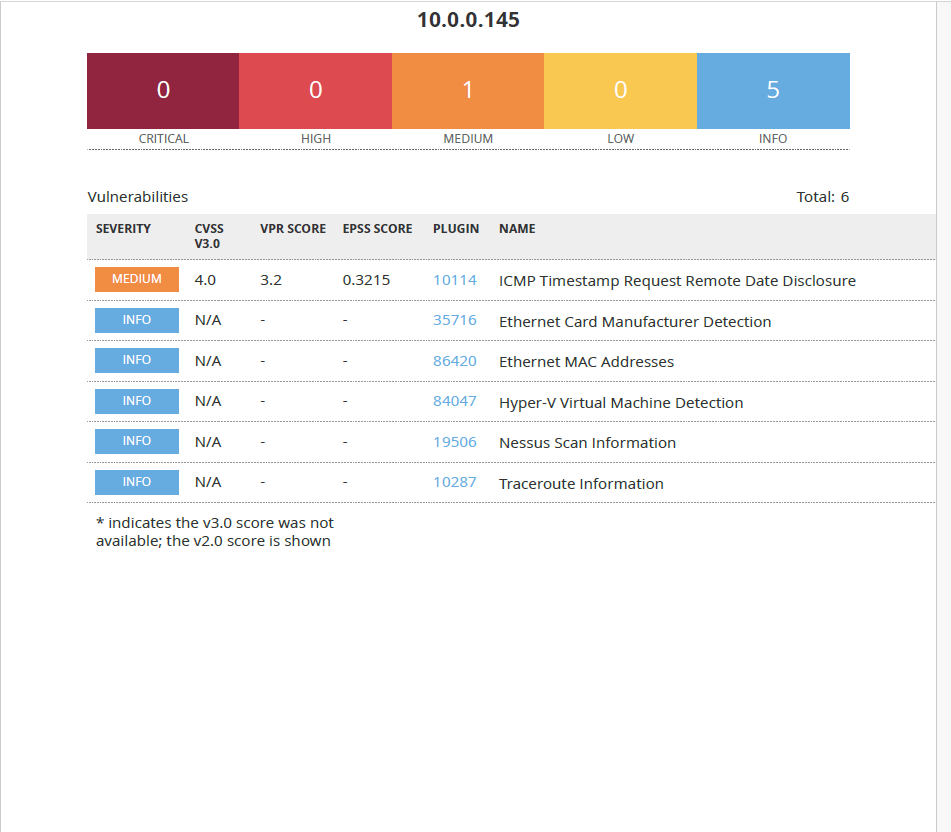 10.0.0.145
0 0 1 0 5
CRITICAL HIGH MEDIUM LOW INFO
Vulnerabilities Total: 6
SEVERITY CVSS V3.0 VPR SCORE EPSS SCORE PLUGIN NAME
MEDIUM 4.0 3.2 0.3215 10114 ICMP Timestamp Request Remote Date Disclosure
INFO N/A - - 35716 Ethernet Card Manufacturer Detection
INFO N/A - - 86420 Ethernet MAC Addresses
INFO N/A - - 84047 Hyper-V Virtual Machine Detection
INFO N/A - - 19506 Nessus Scan Information
INFO N/A - - 10287 Traceroute Information
* indicates the v3.0 score was not
available; the v2.0 score is shown